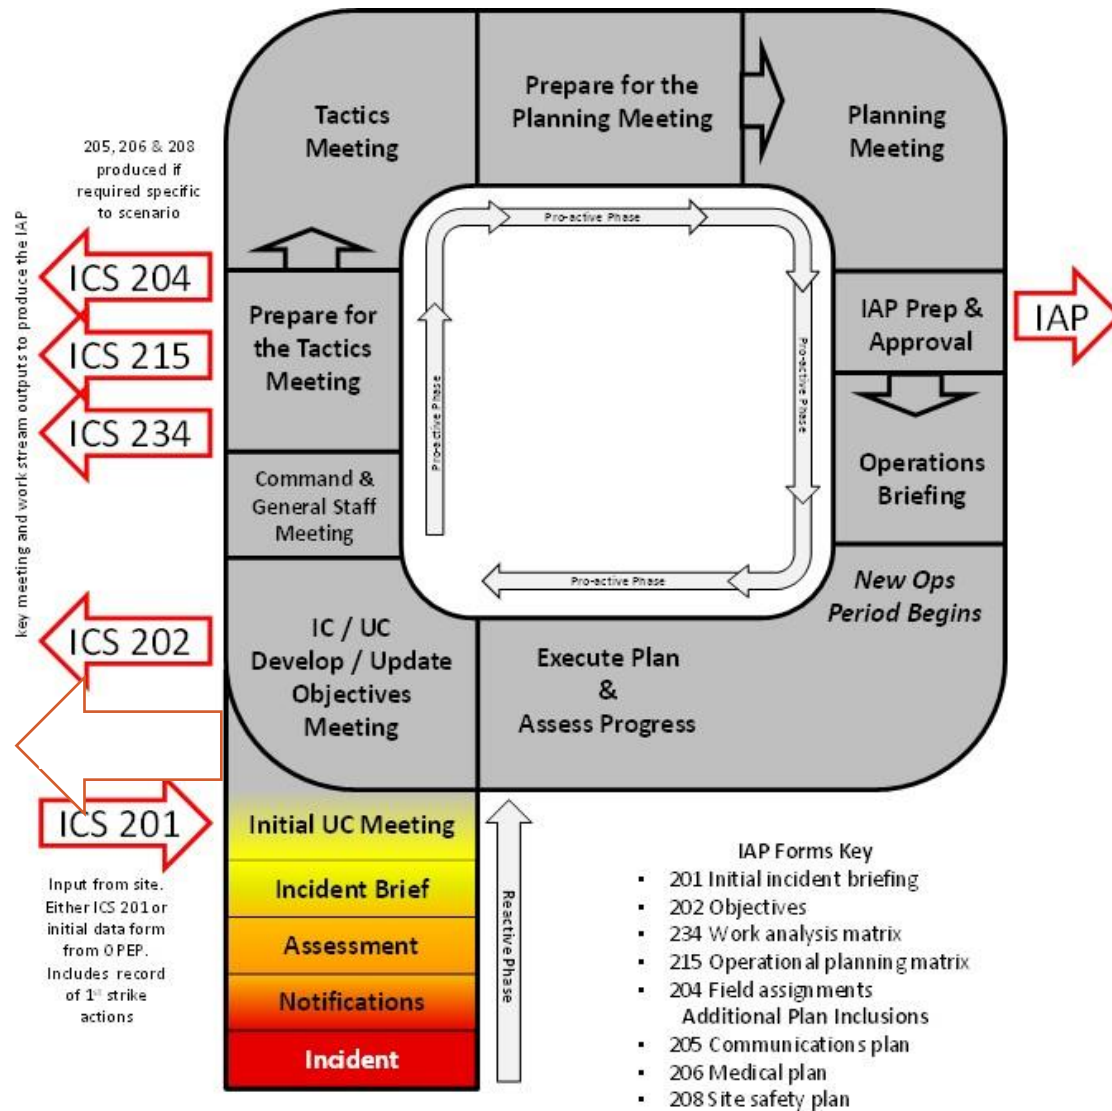 Tactics
Meeting
Prepare for the
Planning Meeting
Planning
Meeting
205, 206 & 208
produced if
required specific
to scenario
key meeting and work stream outputs to produce the IAP
ICS 204
ICS 215
ICS 234
Prepare for
the Tactics
Meeting
Command &
General Staff
Meeting
Pro-active Phase
Pro-active Phase
Pro-active Phase
Pro-active Phase
IAP Prep &
Approval
IAP
Operations
Briefing
New Ops
Period Begins
ICS 202
IC / UC
Develop / Update
Objectives
Meeting
Execute Plan
&
Assess Progress
ICS 201
Initial UC Meeting
Incident Brief
Assessment
Notifications
Incident
Reactive Phase
Input from site.
Either ICS 201 or
initial data form
from OPEP.
Includes record
of 1st strike
actions
IAP Forms Key
▪ 201 Initial incident briefing
▪ 202 Objectives
▪ 234 Work analysis matrix
▪ 215 Operational planning matrix
▪ 204 Field assignments
Additional Plan Inclusions
▪ 205 Communications plan
▪ 206 Medical plan
▪ 208 Site safety plan